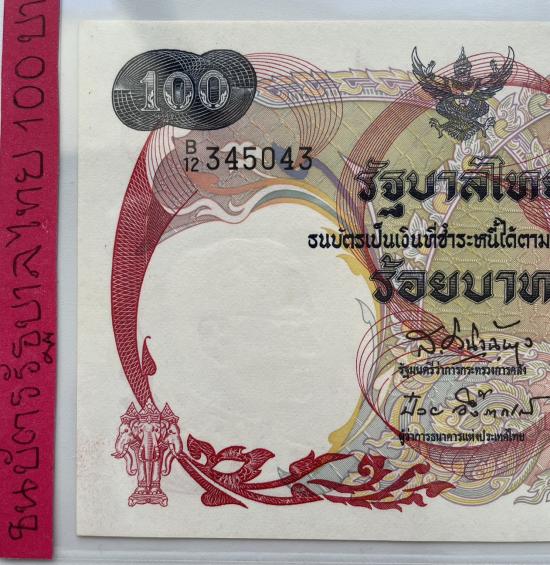 ธนบัตรรัฐบาลไทย 100 บา
100
B
12 345043
รัฐบาลไทย
ธนบัตรเป็นเงินที่ชำระหนี้ได้ตาม
ร้อยบาท
รัฐมนตรีว่าการกระทรวงการคลัง
ผู้ว่าการธนาคารแห่งประเทศไทย